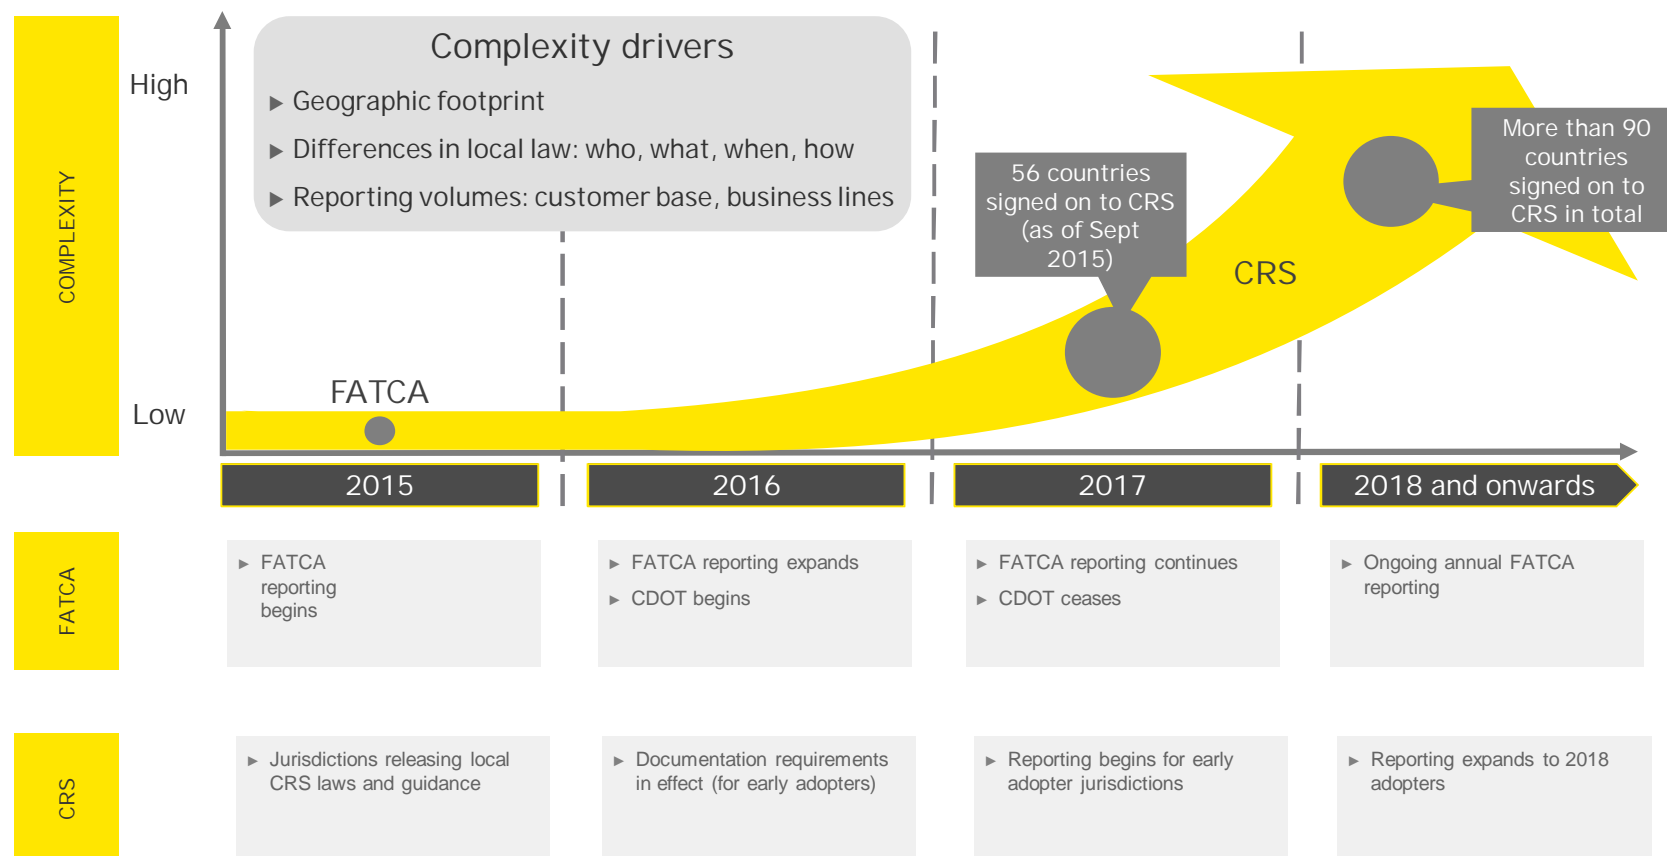 COMPLEXITY
High
Low
Complexity drivers
► Geographic footprint
► Differences in local law: who, what, when, how
► Reporting volumes: customer base, business lines
56 countries
signed on to CRS
(as of Sept
2015)
More than 90
countries
signed on to
CRS in total
CRS
FATCA
2015
2016
2017
2018 and onwards
FATCA
► FATCA
reporting
begins
► FATCA reporting expands
► CDOT begins
► FATCA reporting continues
► CDOT ceases
► Ongoing annual FATCA
reporting
CRS
► Jurisdictions releasing local
CRS laws and guidance
► Documentation requirements
in effect (for early adopters)
► Reporting begins for early
adopter jurisdictions
► Reporting expands to 2018
adopters